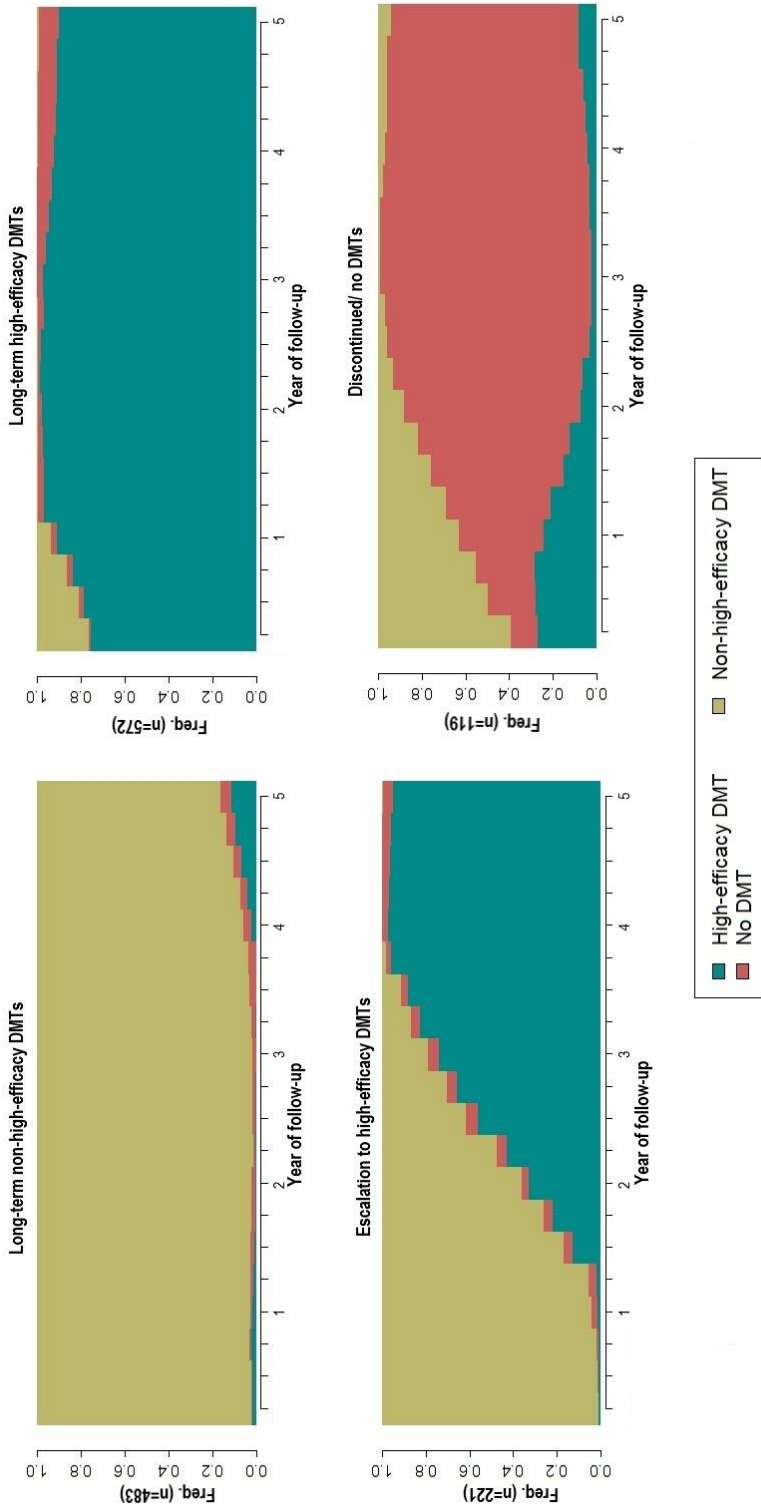 Long-term non-high-efficacy DMTs
Freq. (n=483)
0.0 0.2 0.4 0.6 0.8 1.0
1 2 3 4 5
Year of follow-up
Long-term high-efficacy DMTs
Freq. (n=572)
0.0 0.2 0.4 0.6 0.8 1.0
1 2 3 4 5
Year of follow-up
Escalation to high-efficacy DMTs
Freq. (n=221)
0.0 0.2 0.4 0.6 0.8 1.0
1 2 3 4 5
Year of follow-up
Discontinued/ no DMTs
Freq. (n=119)
0.0 0.2 0.4 0.6 0.8 1.0
1 2 3 4 5
Year of follow-up
High-efficacy DMT
No DMT
Non-high-efficacy DMT